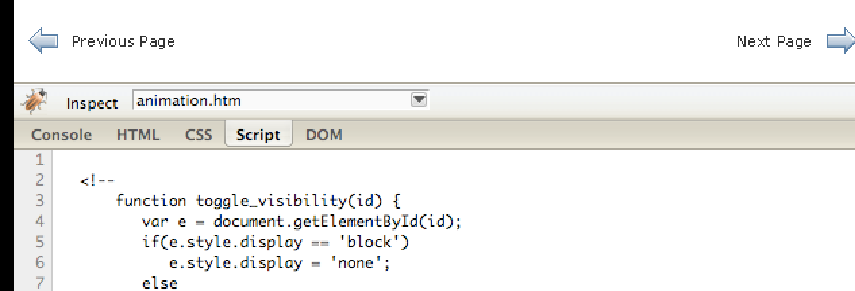 Previous Page Next Page
Inspect animation.htm
Console HTML CSS Script DOM
1
2 <!--
3 function toggle_visibility(id) {
4 var e = document.getElementById(id);
5 if(e.style.display == 'block')
6 e.style.display = 'none';
7 else